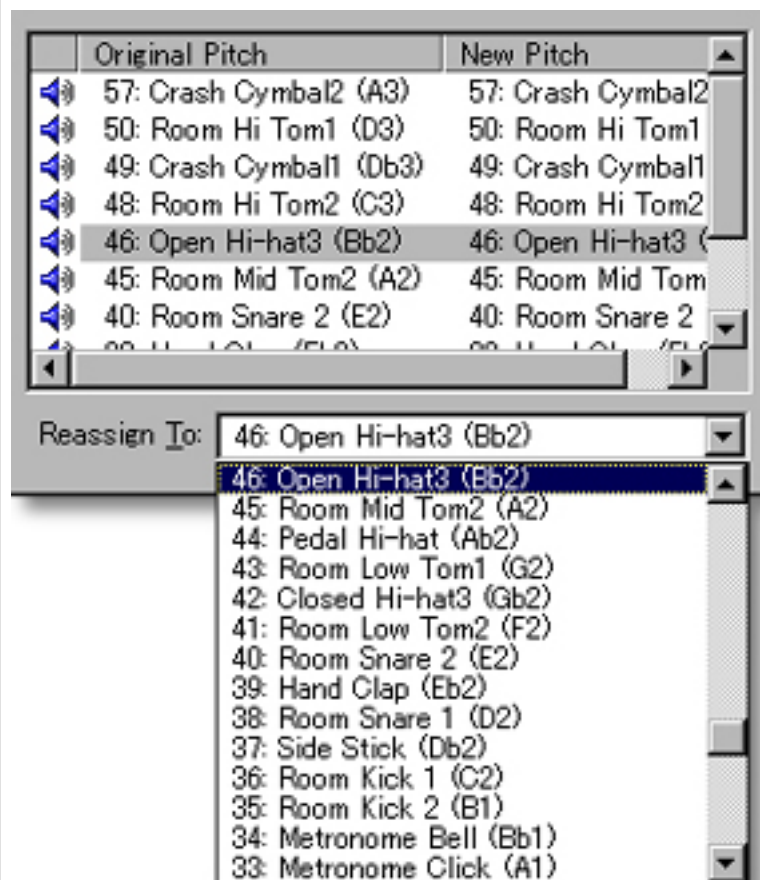 Original Pitch New Pitch
57: Crash Cymbal2 (A3) 57: Crash Cymbal2
50: Room Hi Tom1 (D3) 50: Room Hi Tom1
49: Crash Cymbal1 (Db3) 49: Crash Cymbal1
48: Room Hi Tom2 (C3) 48: Room Hi Tom2
46: Open Hi-hat3 (Bb2) 46: Open Hi-hat3 (
45: Room Mid Tom2 (A2) 45: Room Mid Tom
40: Room Snare 2 (E2) 40: Room Snare 2
Reassign To: 46: Open Hi-hat3 (Bb2)
46: Open Hi-hat3 (Bb2)
45: Room Mid Tom2 (A2)
44: Pedal Hi-hat (Ab2)
43: Room Low Tom1 (G2)
42: Closed Hi-hat3 (Gb2)
41: Room Low Tom2 (F2)
40: Room Snare 2 (E2)
39: Hand Clap (Eb2)
38: Room Snare 1 (D2)
37: Side Stick (Db2)
36: Room Kick 1 (C2)
35: Room Kick 2 (B1)
34: Metronome Bell (Bb1)
33: Metronome Click (A1)